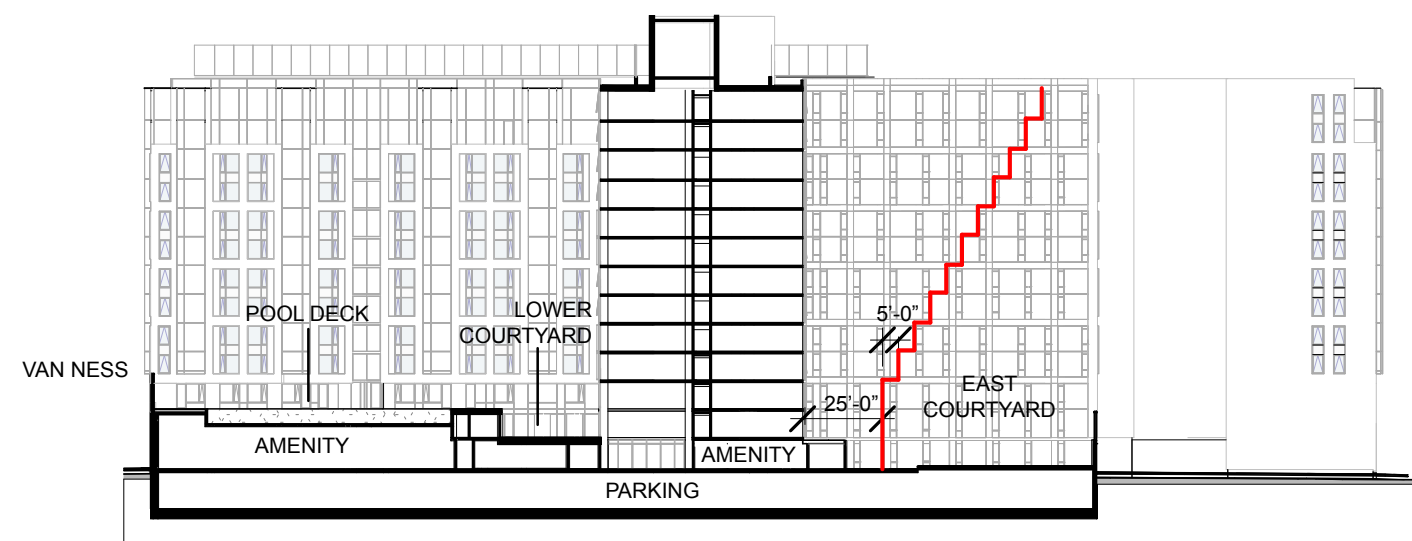 POOL DECK
LOWER
COURTYARD
5'-0"
VAN NESS
25'-0"
EAST
COURTYARD
AMENITY
AMENITY
PARKING